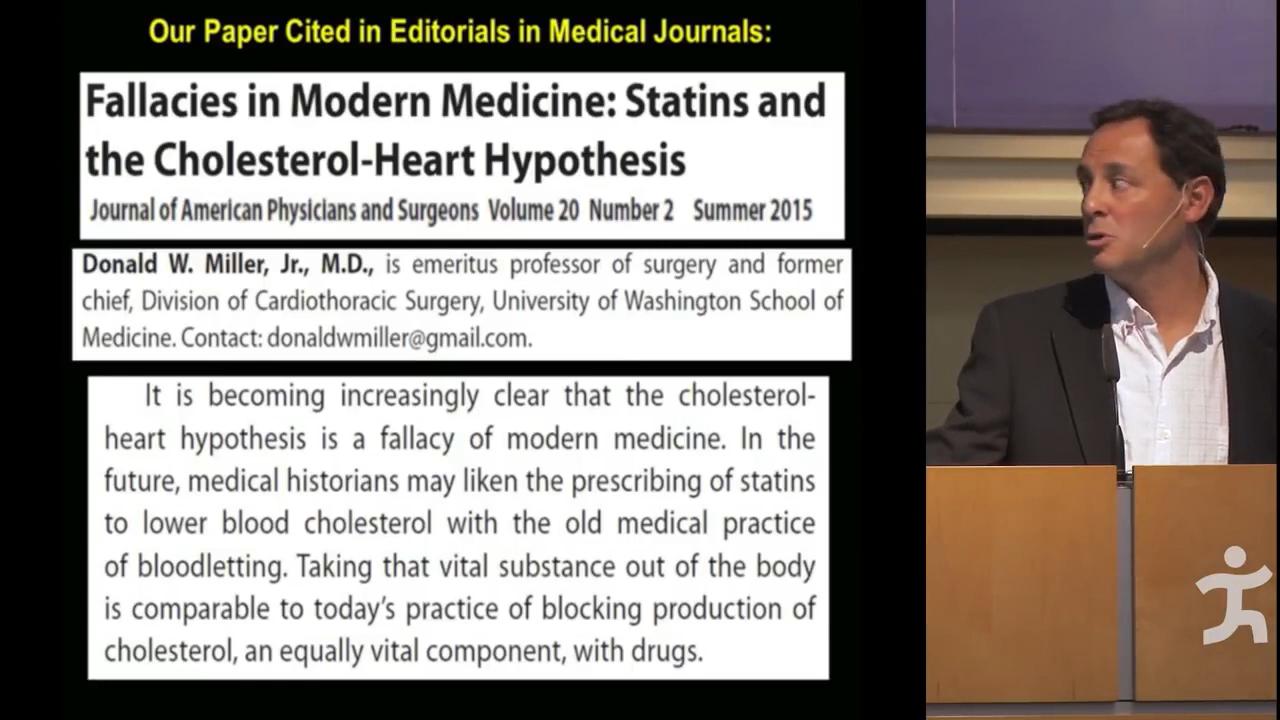 Our Paper Cited in Editorials in Medical Journals:
Fallacies in Modern Medicine: Statins and
the Cholesterol-Heart Hypothesis
Journal of American Physicians and Surgeons Volume 20 Number 2 Summer 2015
Donald W. Miller, Jr., M.D., is emeritus professor of surgery and former
chief, Division of Cardiothoracic Surgery, University of Washington School of
Medicine. Contact: donaldwmiller@gmail.com.
It is becoming increasingly clear that the cholesterol-
heart hypothesis is a fallacy of modern medicine. In the
future, medical historians may liken the prescribing of statins
to lower blood cholesterol with the old medical practice
of bloodletting. Taking that vital substance out of the body
is comparable to today's practice of blocking production of
cholesterol, an equally vital component, with drugs.